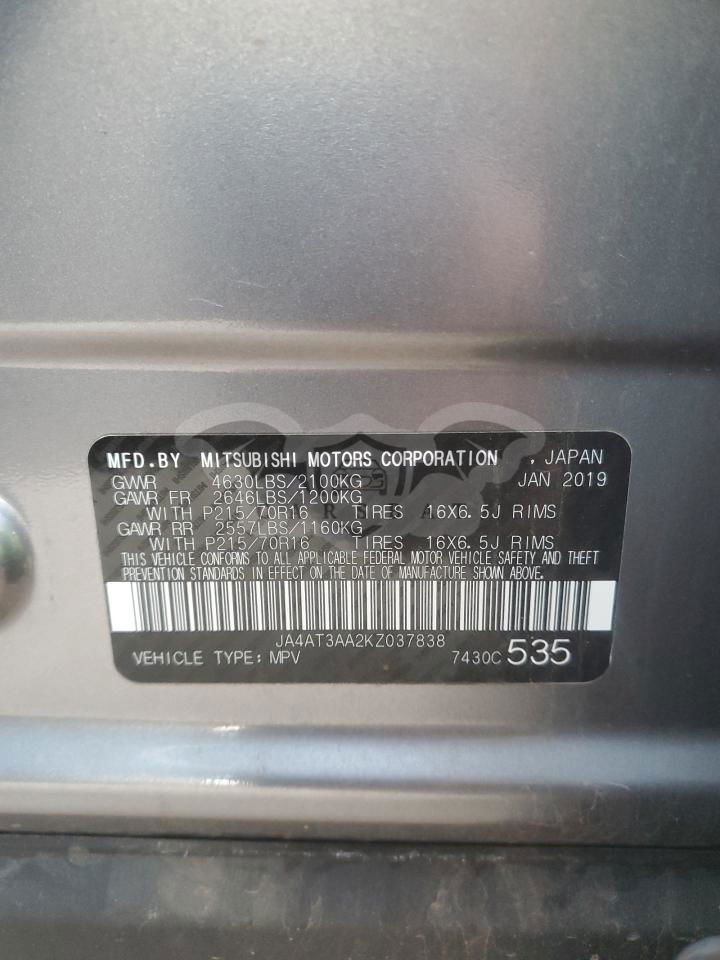 MFD.BY MITSUBISHI MOTORS CORPORATION , JAPAN
GVWR 4630LBS/2100KG JAN 2019
GAWR FR 2646LBS/1200KG
WITH P215/70R16 TIRES 16X6.5J RIMS
GAWR RR 2557LBS/1160KG
WITH P215/70R16 TIRES 16X6.5J RIMS
THIS VEHICLE CONFORMS TO ALL APPLICABLE FEDERAL MOTOR VEHICLE SAFETY AND THEFT
PREVENTION STANDARDS IN EFFECT ON THE DATE OF MANUFACTURE SHOWN ABOVE.
JA4AT3AA2KZ037838
VEHICLE TYPE: MPV 7430C 535